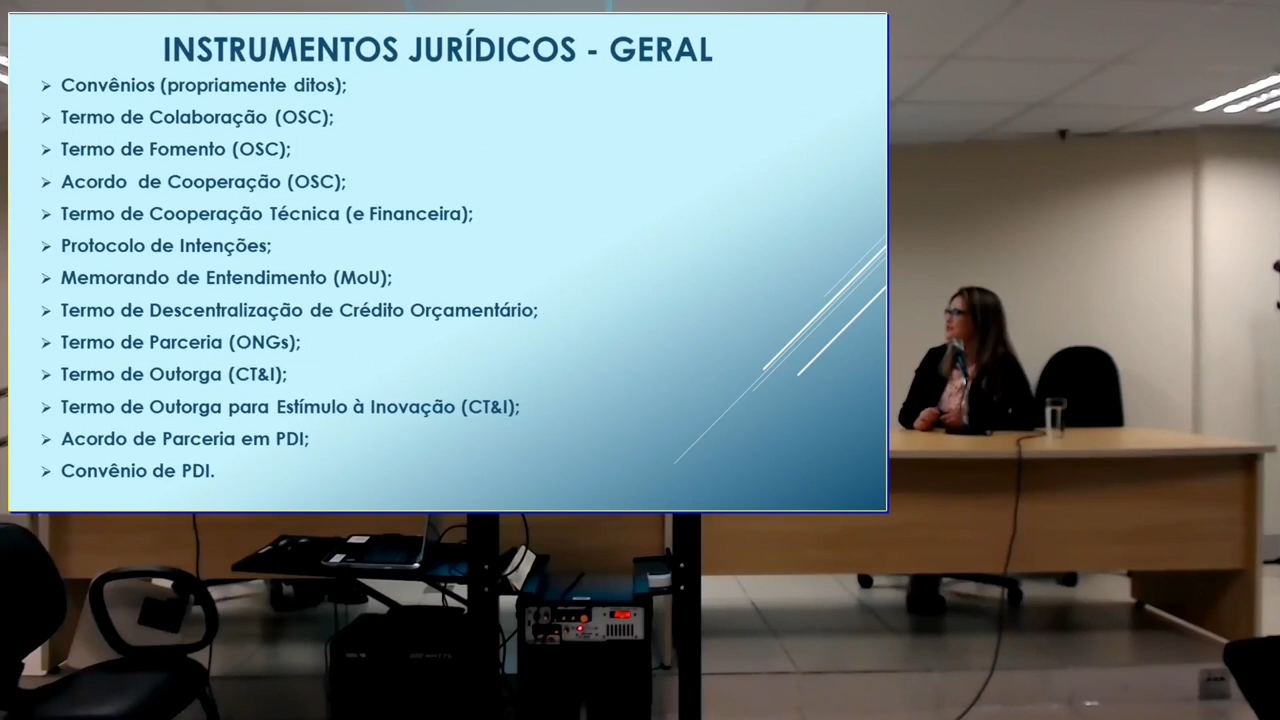 INSTRUMENTOS JURÍDICOS - GERAL
Convênios (propriamente ditos);
Termo de Colaboração (OSC);
Termo de Fomento (OSC);
Acordo de Cooperação (OSC);
Termo de Cooperação Técnica (e Financeira);
Protocolo de Intenções;
Memorando de Entendimento (MoU);
Termo de Descentralização de Crédito Orçamentário;
Termo de Parceria (ONGs);
Termo de Outorga (CT&I);
Termo de Outorga para Estímulo à Inovação (CT&I);
Acordo de Parceria em PDI;
Convênio de PDI.